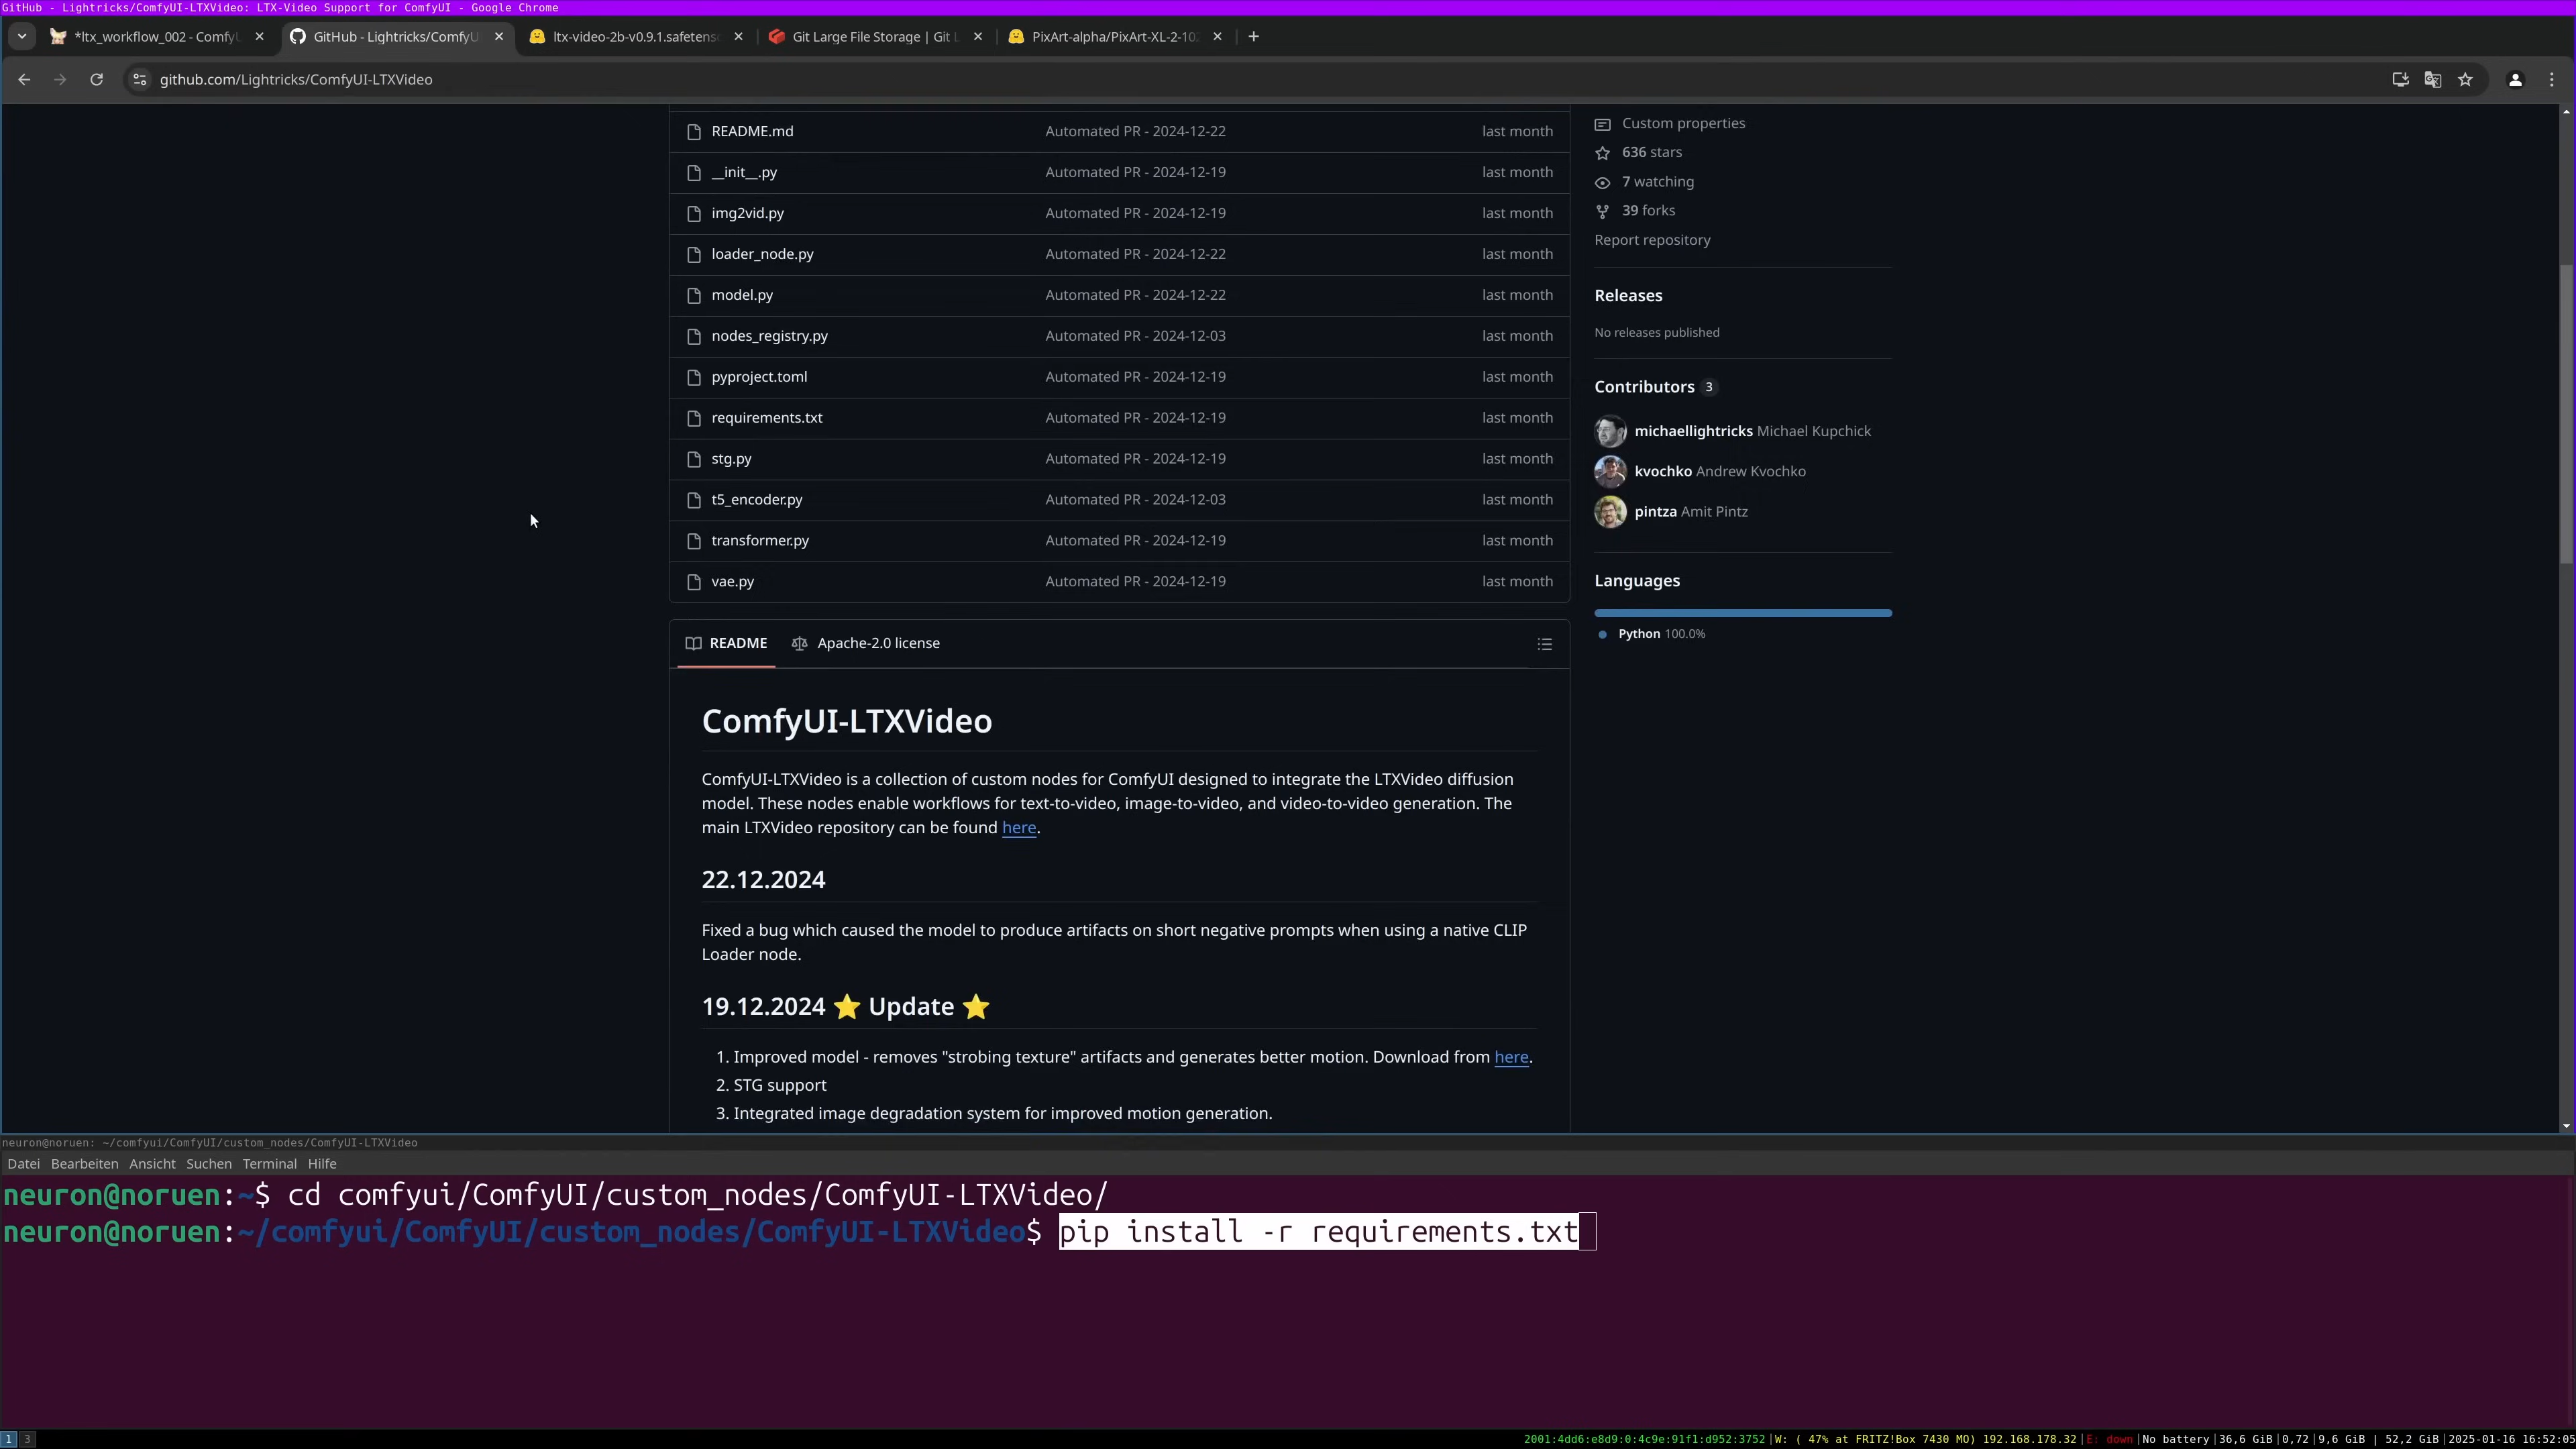 GitHub - Lightricks/ComfyUI-LTXVideo: LTX-Video Support for ComfyUI - Google Chrome
*ltx_workflow_002 - ComfyU
GitHub - Lightricks/ComfyU
ltx-video-2b-v0.9.1.safetens
Git Large File Storage | Git L
PixArt-alpha/PixArt-XL-2-10
github.com/Lightricks/ComfyUI-LTXVideo
README.md Automated PR - 2024-12-22 last month
__init__.py Automated PR - 2024-12-19 last month
img2vid.py Automated PR - 2024-12-19 last month
loader_node.py Automated PR - 2024-12-22 last month
model.py Automated PR - 2024-12-22 last month
nodes_registry.py Automated PR - 2024-12-03 last month
pyproject.toml Automated PR - 2024-12-19 last month
requirements.txt Automated PR - 2024-12-19 last month
stg.py Automated PR - 2024-12-19 last month
t5_encoder.py Automated PR - 2024-12-03 last month
transformer.py Automated PR - 2024-12-19 last month
vae.py Automated PR - 2024-12-19 last month
Custom properties
636 stars
7 watching
39 forks
Report repository
Releases
No releases published
Contributors 3
michaellightricks Michael Kupchick
kvochko Andrew Kvochko
pintza Amit Pintz
Languages
Python 100.0%
README Apache-2.0 license
ComfyUI-LTXVideo
ComfyUI-LTXVideo is a collection of custom nodes for ComfyUI designed to integrate the LTXVideo diffusion
model. These nodes enable workflows for text-to-video, image-to-video, and video-to-video generation. The
main LTXVideo repository can be found here.
22.12.2024
Fixed a bug which caused the model to produce artifacts on short negative prompts when using a native CLIP
Loader node.
19.12.2024 ⭐ Update ⭐
1. Improved model - removes "strobing texture" artifacts and generates better motion. Download from here.
2. STG support
3. Integrated image degradation system for improved motion generation.
neuron@noruen: ~/comfyui/ComfyUI/custom_nodes/ComfyUI-LTXVideo
Datei Bearbeiten Ansicht Suchen Terminal Hilfe
neuron@noruen:~$ cd comfyui/ComfyUI/custom_nodes/ComfyUI-LTXVideo/
neuron@noruen:~/comfyui/ComfyUI/custom_nodes/ComfyUI-LTXVideo$ pip install -r requirements.txt
1 3
2001:4dd6:e8d9:0:4c9e:91f1:d952:3752|W: ( 47% at FRITZ!Box 7430 MO) 192.168.178.32|E: down|No battery|36,6 GiB|0,72|9,6 GiB | 52,2 GiB|2025-01-16 16:52:05